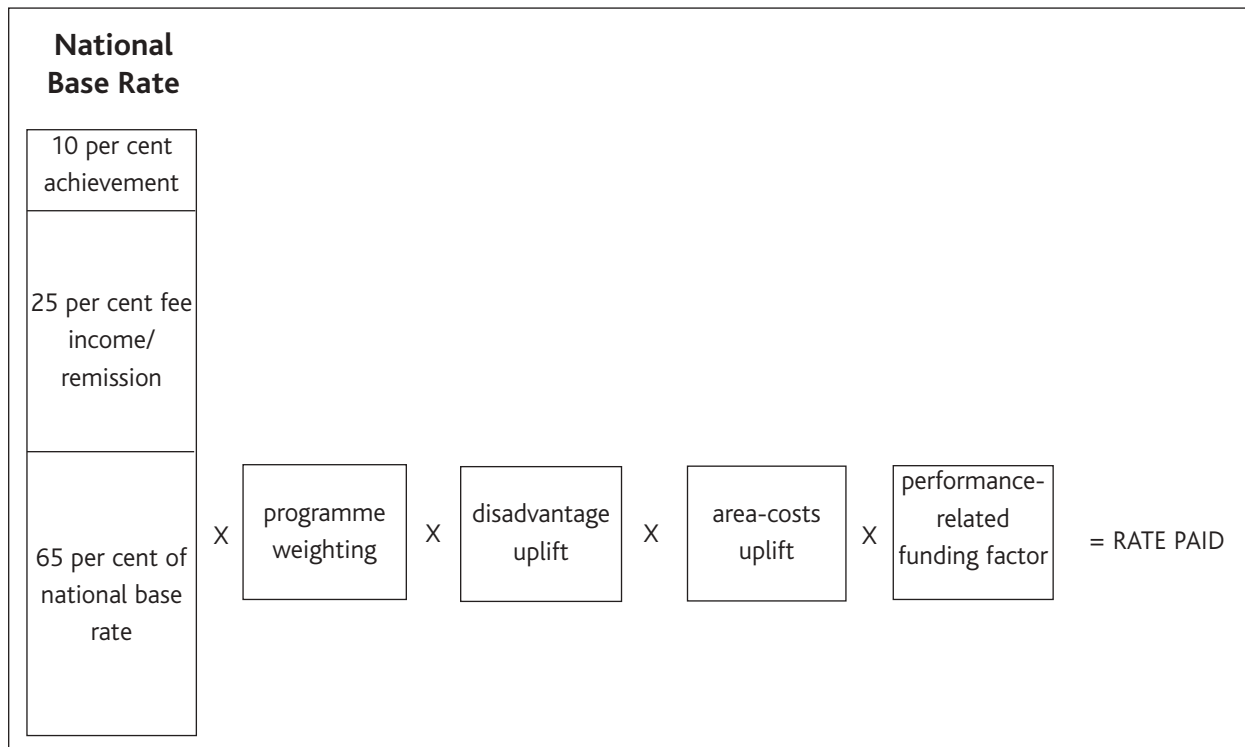 National
Base Rate
10 per cent
achievement
25 per cent fee
income/
remission
65 per cent of
national base
rate
X
programme
weighting
X
disadvantage
uplift
X
area-costs
uplift
X
performance-
related
funding factor
= RATE PAID